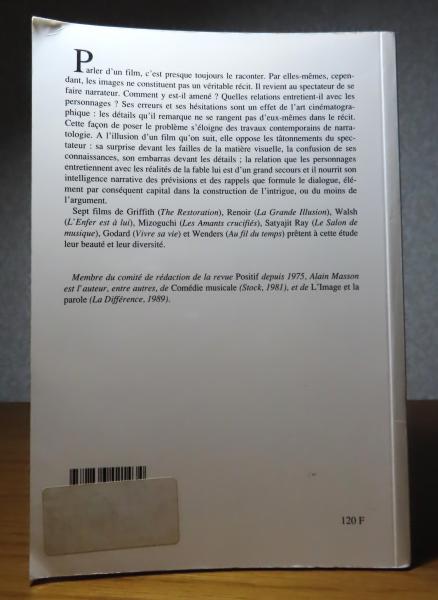 Parler d'un film, c'est presque toujours le raconter. Par elles-mêmes, cepen-
dant, les images ne constituent pas un véritable récit. Il revient au spectateur de se
faire narrateur. Comment y est-il amené ? Quelles relations entretient-il avec les
personnages ? Ses erreurs et ses hésitations sont un effet de l'art cinématogra-
phique : les détails qu'il remarque ne se rangent pas d'eux-mêmes dans le récit.
Cette façon de poser le problème s'éloigne des travaux contemporains de narra-
tologie. A l'illusion d'un film qu'on suit, elle oppose les tâtonnements du spec-
tateur : sa surprise devant les failles de la matière visuelle, la confusion de ses
connaissances, son embarras devant les détails ; la relation que les personnages
entretiennent avec les réalités de la fable lui est d'un grand secours et il nourrit son
intelligence narrative des prévisions et des rappels que formule le dialogue, élé-
ment par conséquent capital dans la construction de l'intrigue, ou du moins de
l'argument.
Sept films de Griffith (The Restoration), Renoir (La Grande Illusion), Walsh
(L'Enfer est à lui), Mizoguchi (Les Amants crucifiés), Satyajit Ray (Le Salon de
musique), Godard (Vivre sa vie) et Wenders (Au fil du temps) prêtent à cette étude
leur beauté et leur diversité.
Membre du comité de rédaction de la revue Positif depuis 1975, Alain Masson
est l'auteur, entre autres, de Comédie musicale (Stock, 1981), et de L'Image et la
parole (La Différence, 1989).
120 F